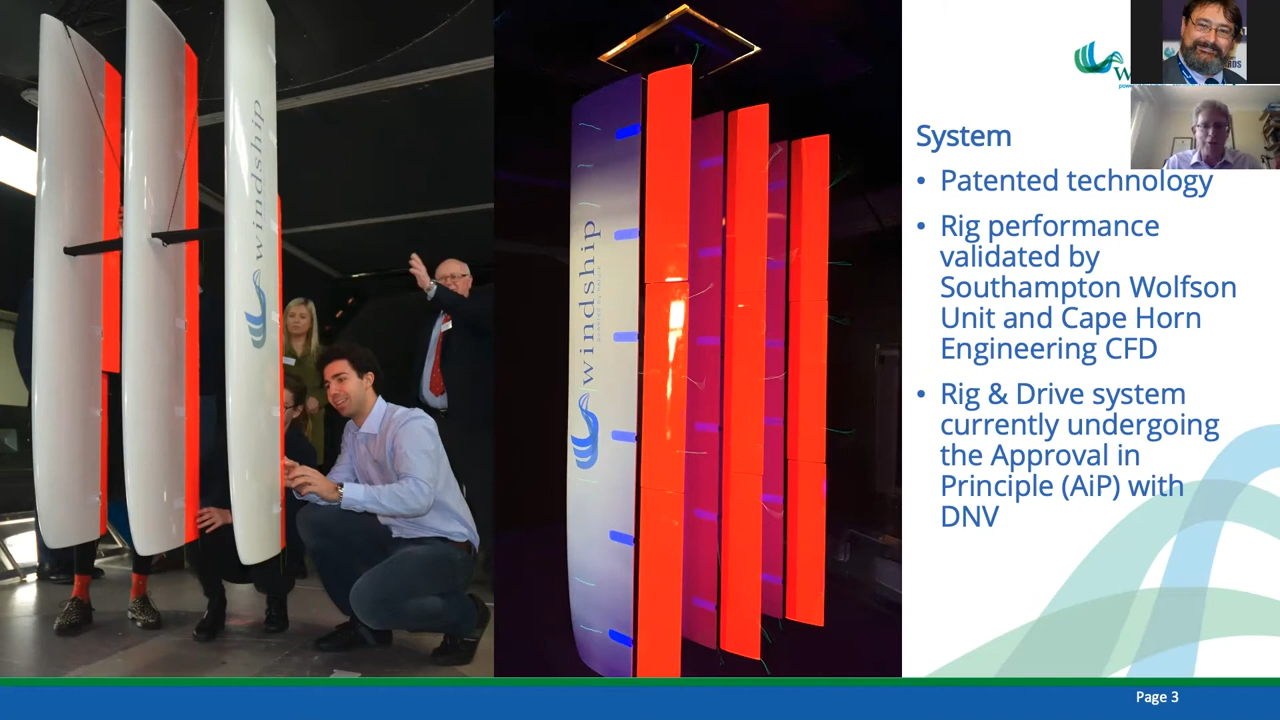 windship
windship
System
• Patented technology
• Rig performance
validated by
Southampton Wolfson
Unit and Cape Horn
Engineering CFD
• Rig & Drive system
currently undergoing
the Approval in
Principle (AiP) with
DNV
Page 3